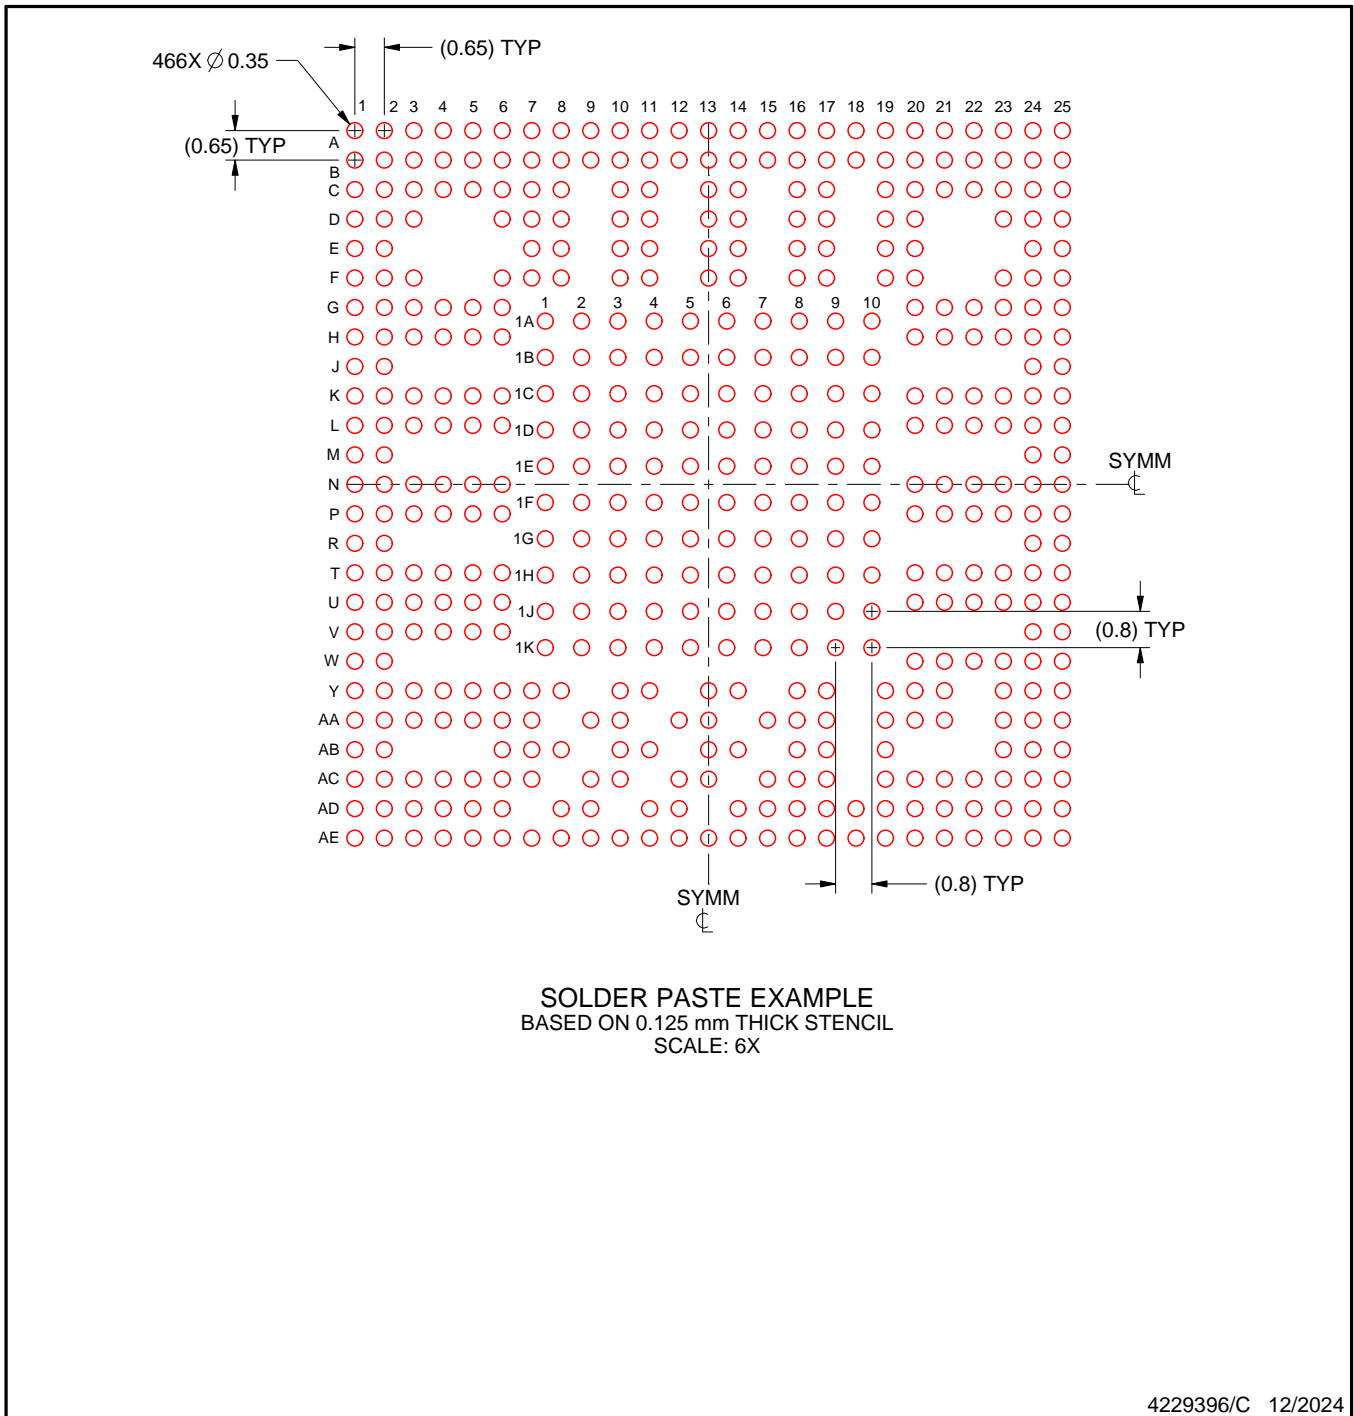 (0.65) TYP
466X ∅ 0.35
1 2 3 4 5 6 7 8 9 10 11 12 13 14 15 16 17 18 19 20 21 22 23 24 25
(0.65) TYP
A
B
C
D
E
F
1 2 3 4 5 6 7 8 9 10
G
1A
H
1B
J
1C
K
L
1D
M
1E
SYMM
N
1F
P
1G
R
1H
T
U
1J
V
(0.8) TYP
1K
W
Y
AA
AB
AC
AD
AE
(0.8) TYP
SYMM
SOLDER PASTE EXAMPLE
BASED ON 0.125 mm THICK STENCIL
SCALE: 6X
4229396/C 12/2024